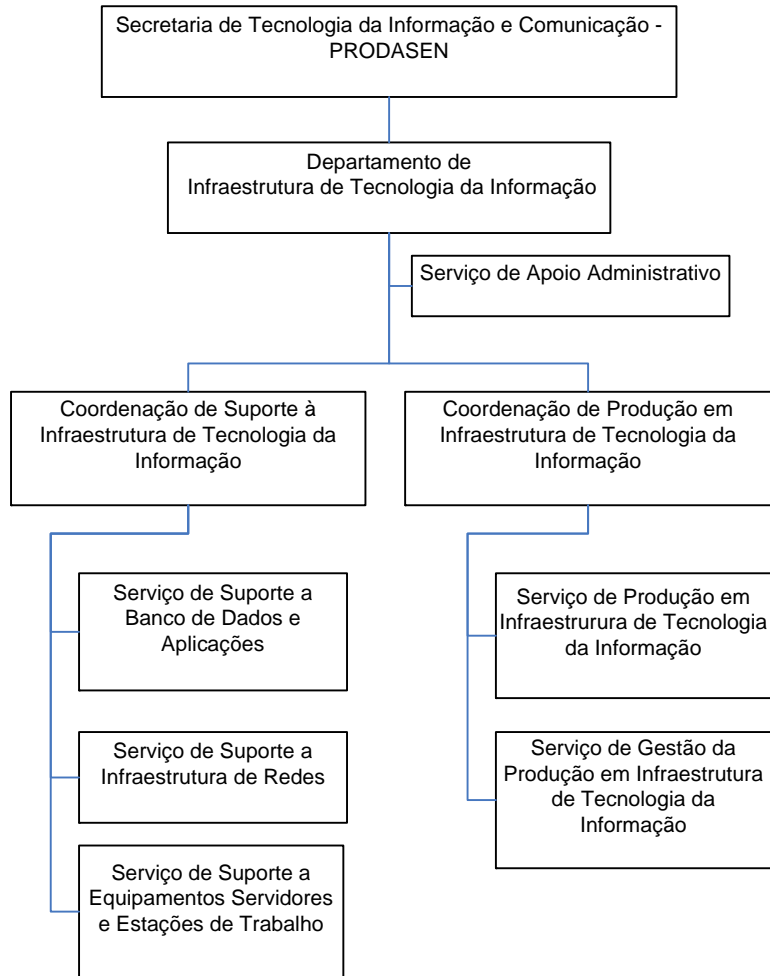 Secretaria de Tecnologia da Informação e Comunicação -
PRODASEN
Departamento de
Infraestrutura de Tecnologia da Informação
Serviço de Apoio Administrativo
Coordenação de Suporte à
Infraestrutura de Tecnologia da
Informação
Coordenação de Produção em
Infraestrutura de Tecnologia da
Informação
Serviço de Suporte a
Banco de Dados e
Aplicações
Serviço de Produção em
Infraestrurura de Tecnologia
da Informação
Serviço de Suporte a
Infraestrutura de Redes
Serviço de Gestão da
Produção em Infraestrutura
de Tecnologia da
Informação
Serviço de Suporte a
Equipamentos Servidores
e Estações de Trabalho